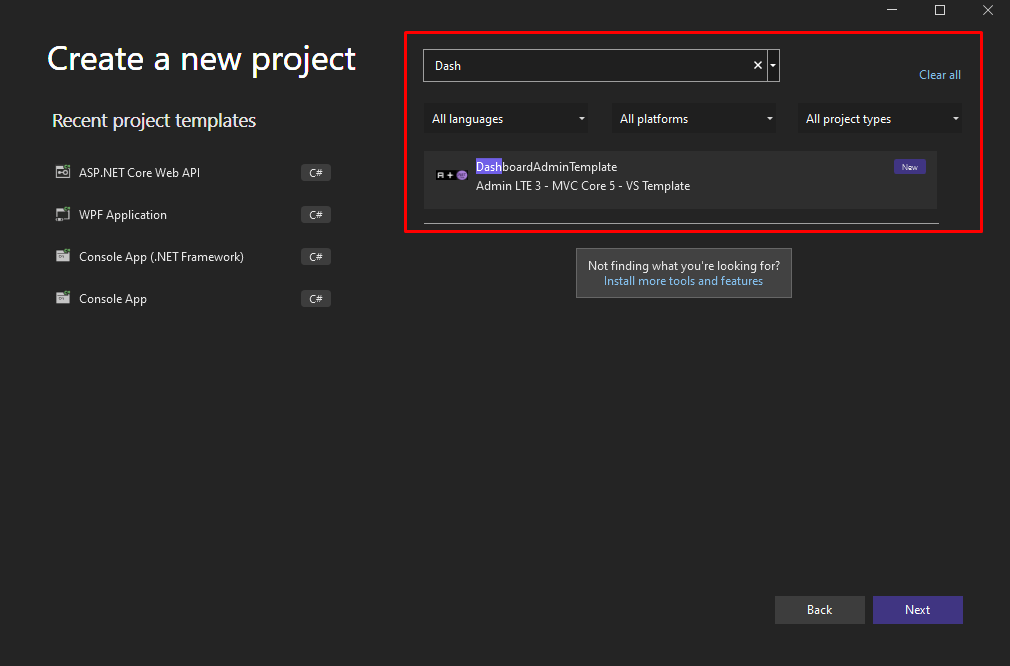 Create a new project
Recent project templates
ASP.NET Core Web API C#
WPF Application C#
Console App (.NET Framework) C#
Console App C#
Dash
Clear all
All languages
All platforms
All project types
DashboardAdminTemplate
New
Admin LTE 3 - MVC Core 5 - VS Template
Not finding what you're looking for?
Install more tools and features
Back
Next